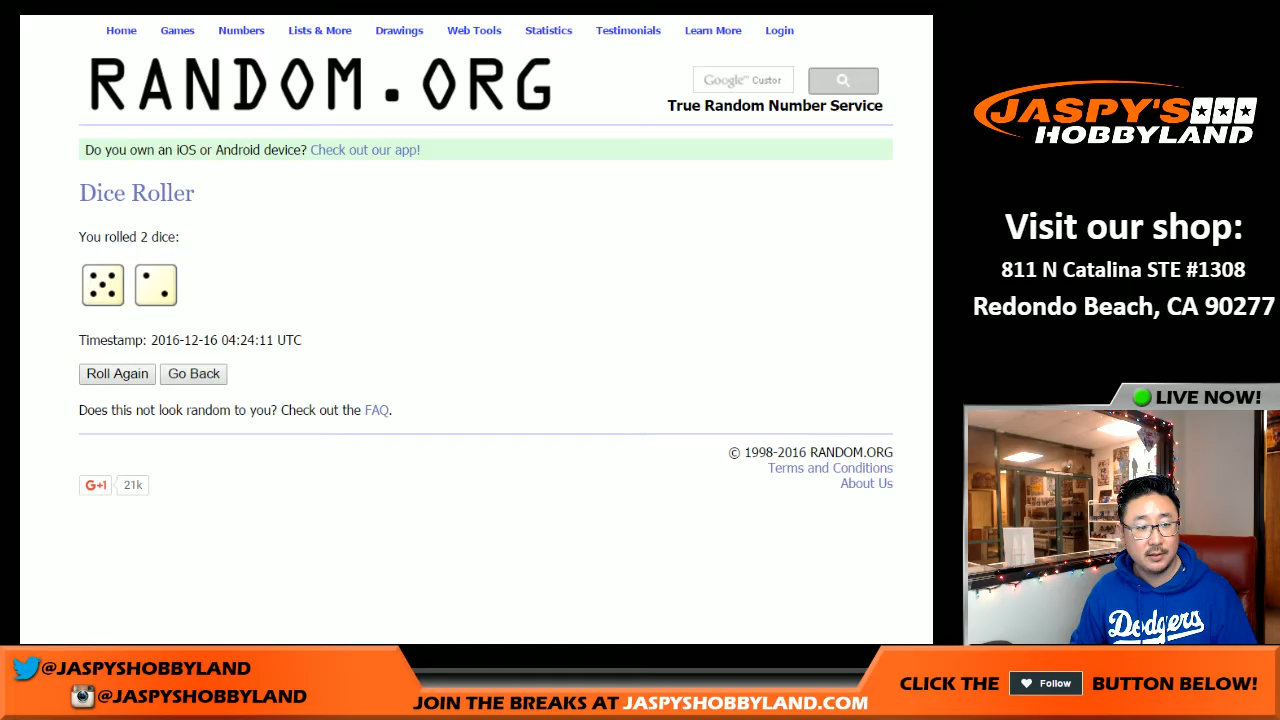 Home Games Numbers Lists & More Drawings Web Tools Statistics Testimonials Learn More Login
RANDOM.ORG
Google™ Custor
True Random Number Service
Do you own an iOS or Android device? Check out our app!
Dice Roller
You rolled 2 dice:
Timestamp: 2016-12-16 04:24:11 UTC
Roll Again Go Back
Does this not look random to you? Check out the FAQ.
© 1998-2016 RANDOM.ORG
Terms and Conditions
About Us
G+1 21k
JASPY'S
HOBBYLAND
Visit our shop:
811 N Catalina STE #1308
Redondo Beach, CA 90277
LIVE NOW!
Dodgers
@JASPYSHOBBYLAND
@JASPYSHOBBYLAND
JOIN THE BREAKS AT JASPYSHOBBYLAND.COM
CLICK THE Follow BUTTON BELOW!